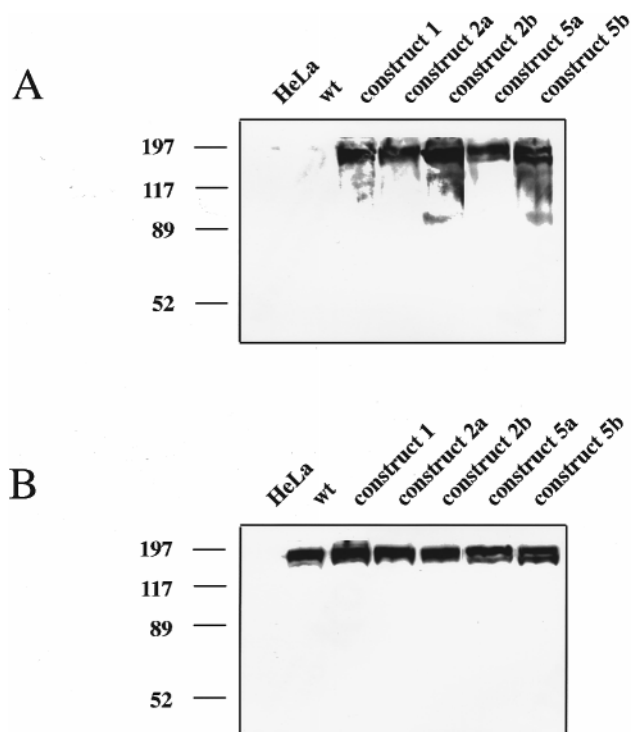 A
HeLa
wt
construct 1
construct 2a
construct 2b
construct 5a
construct 5b
197
117
89
52
B
HeLa
wt
construct 1
construct 2a
construct 2b
construct 5a
construct 5b
197
117
89
52